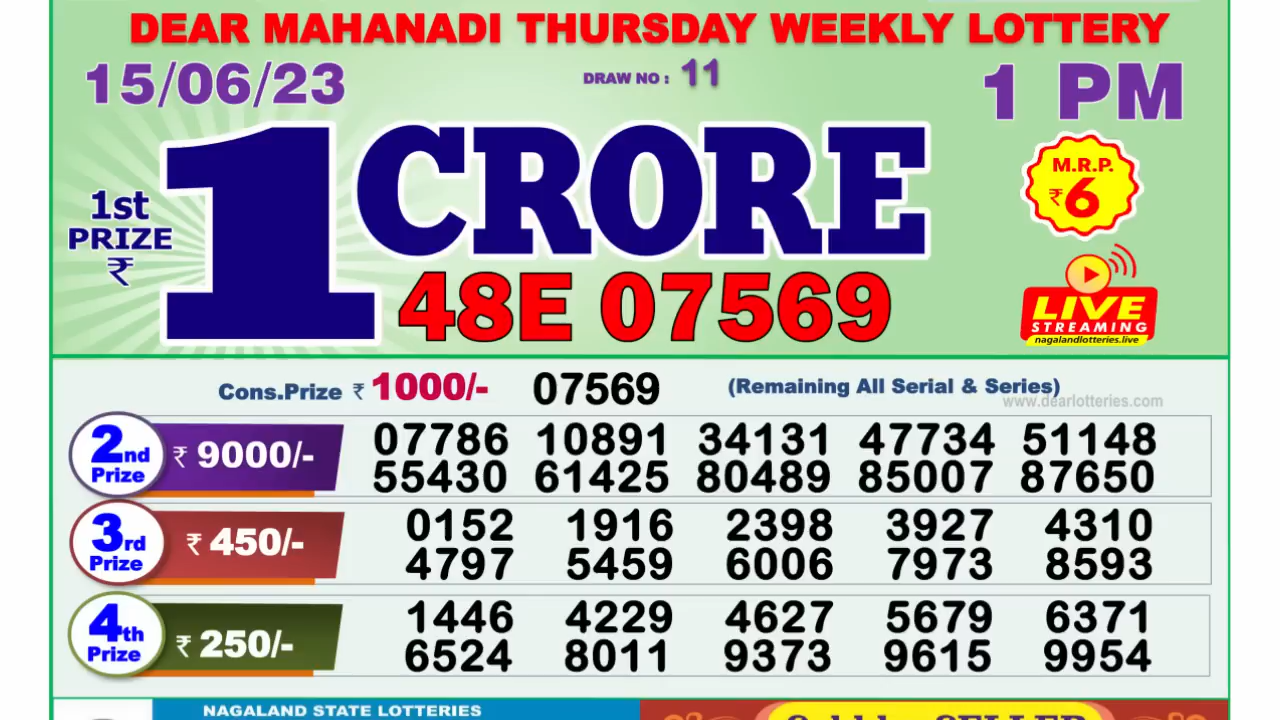 DEAR MAHANADI THURSDAY WEEKLY LOTTERY
15/06/23
DRAW NO : 11
1 PM
1st
PRIZE
₹
1 CRORE
M.R.P.
₹6
48E 07569
LIVE
STREAMING
nagalandlotteries.live
Cons.Prize ₹ 1000/- 07569 (Remaining All Serial & Series)
www.dearlotteries.com
2nd Prize ₹ 9000/-
07786 10891 34131 47734 51148
55430 61425 80489 85007 87650
3rd Prize ₹ 450/-
0152 1916 2398 3927 4310
4797 5459 6006 7973 8593
4th Prize ₹ 250/-
1446 4229 4627 5679 6371
6524 8011 9373 9615 9954
NAGALAND STATE LOTTERIES